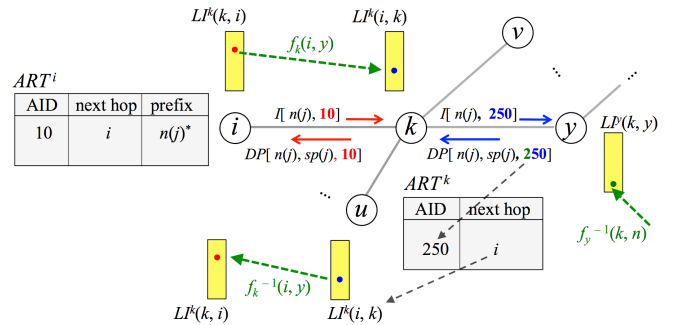 LI^k(k, i)
LI^k(i, k)
f_k(i, y)
v
...
...
ART^i
AID next hop prefix
10 i n(j)*
I[ n(j), 10]
I[ n(j), 250]
i
k
y
LI^y(k, y)
DP[ n(j), sp(j), 10]
DP[ n(j), sp(j), 250]
...
u
ART^k
AID next hop
250 i
f_y^-1(k, n)
f_k^-1(i, y)
LI^k(k, i)
LI^k(i, k)